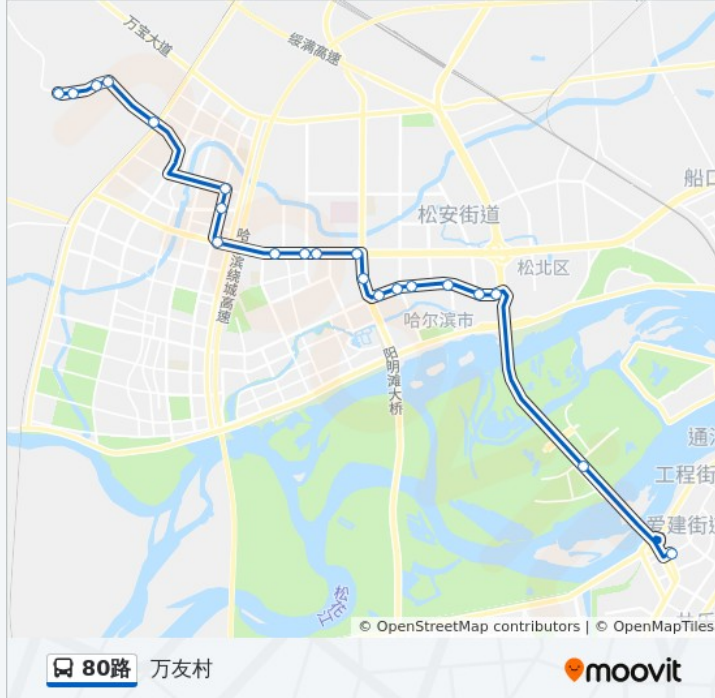 万宝大道
绥满高速
船口
松安街道
哈
滨绕城高速
松北区
哈尔滨市
阳明滩大桥
通江
工程街
爱建街道
松花江
© OpenStreetMap contributors | © OpenMapTiles
80路 万友村
moovit